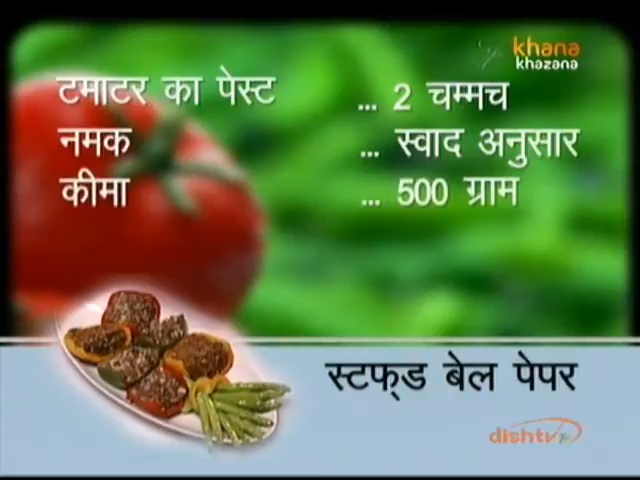 khana
khazana
टमाटर का पेस्ट ... 2 चम्मच
नमक ... स्वाद अनुसार
कीमा ... 500 ग्राम
स्टफ्ड बेल पेपर
dishtv